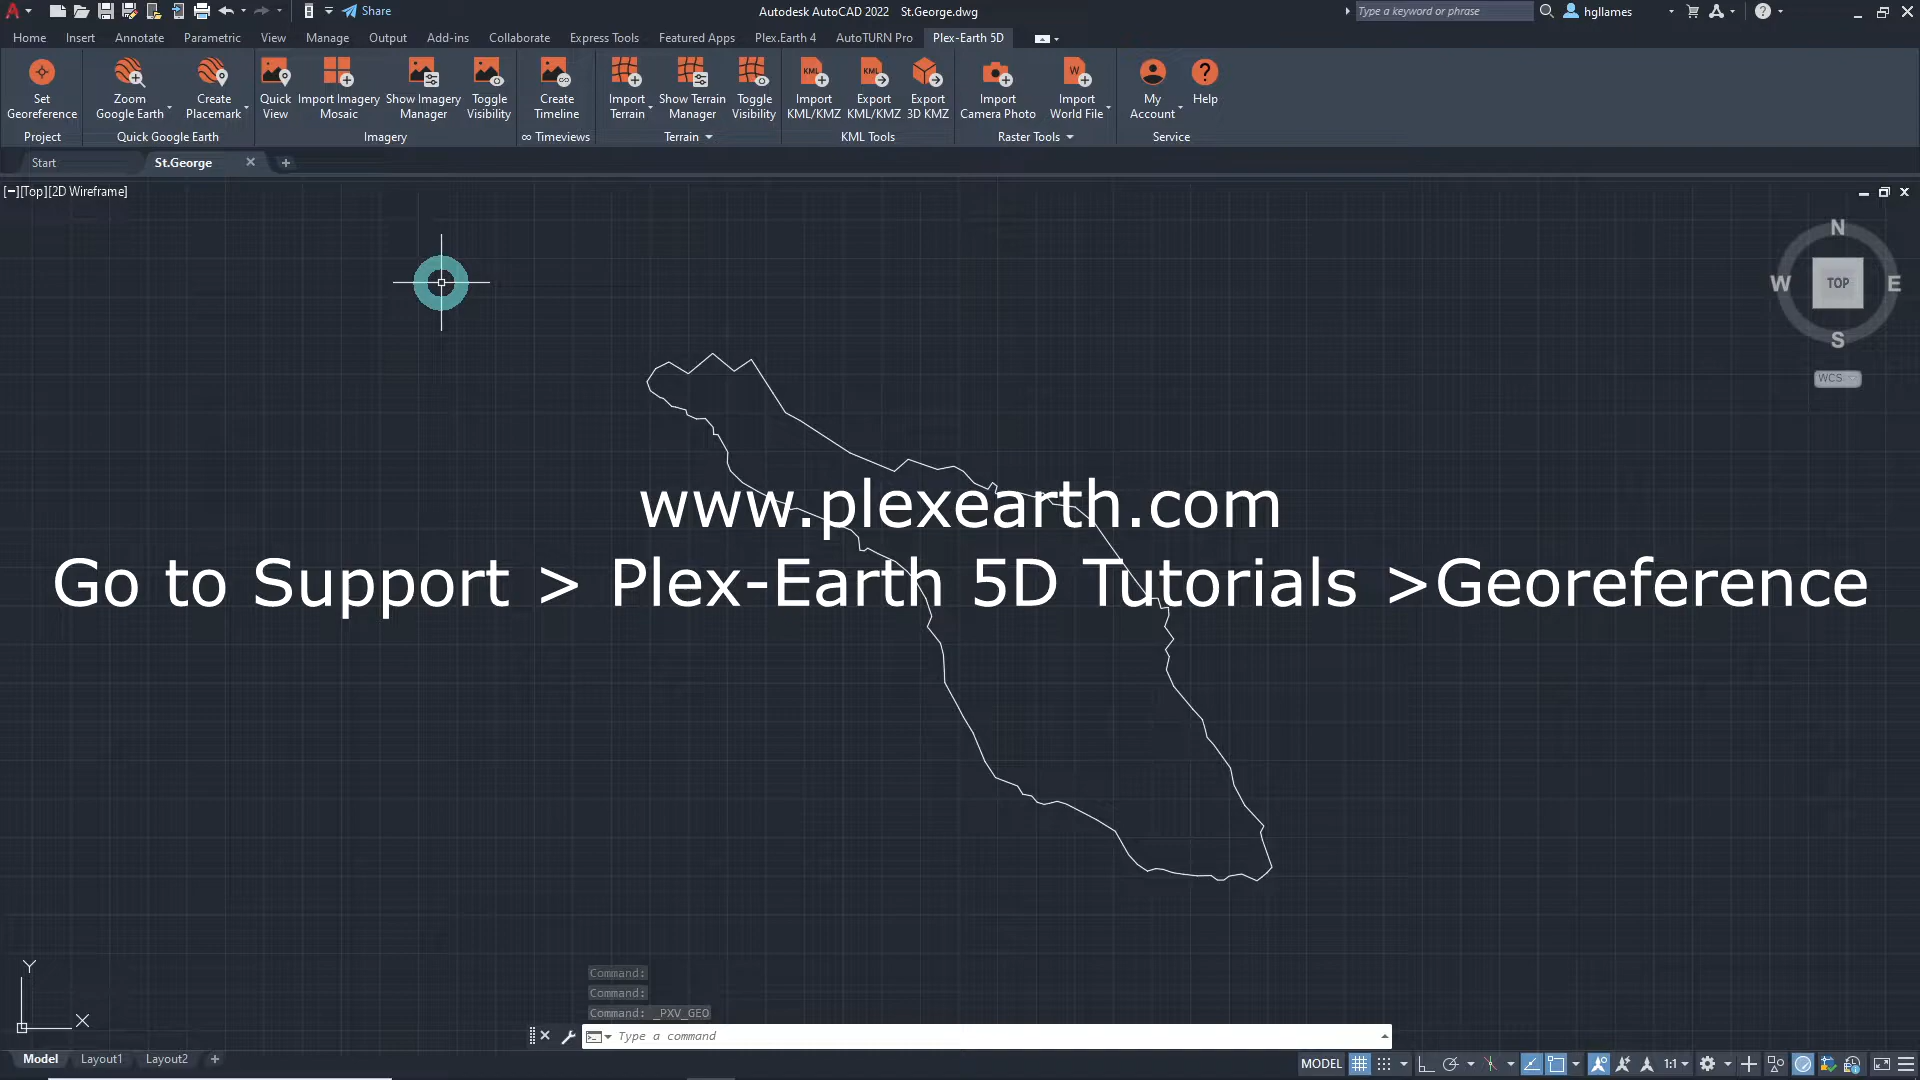 Share
Autodesk AutoCAD 2022 St.George.dwg
Type a keyword or phrase
hgllames
Home Insert Annotate Parametric View Manage Output Add-ins Collaborate Express Tools Featured Apps Plex.Earth 4 AutoTURN Pro Plex-Earth 5D
Set Georeference
Zoom Google Earth
Create Placemark
Quick View
Import Imagery Mosaic
Show Imagery Manager
Toggle Visibility
Create Timeline
Import Terrain
Show Terrain Manager
Toggle Visibility
Import KML/KMZ
Export KML/KMZ
Export 3D KMZ
Import Camera Photo
Import World File
My Account
Help
Project Quick Google Earth Imagery ∞ Timeviews Terrain KML Tools Raster Tools Service
Start St.George
[−][Top][2D Wireframe]
N
W TOP E
S
WCS
www.plexearth.com
Go to Support > Plex-Earth 5D Tutorials >Georeference
Y
X
Command:
Command:
Command: _PXV_GEO
Type a command
Model Layout1 Layout2
MODEL 1:1